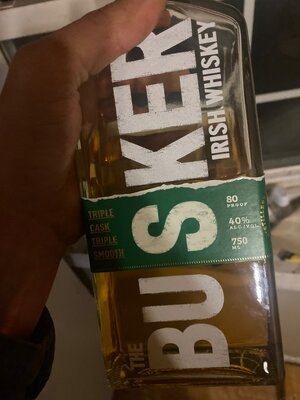 THE
BUSKER
IRISH WHISKEY
TRIPLE
CASK
TRIPLE
SMOOTH
80
PROOF
40%
ALC./VOL.
750
ML